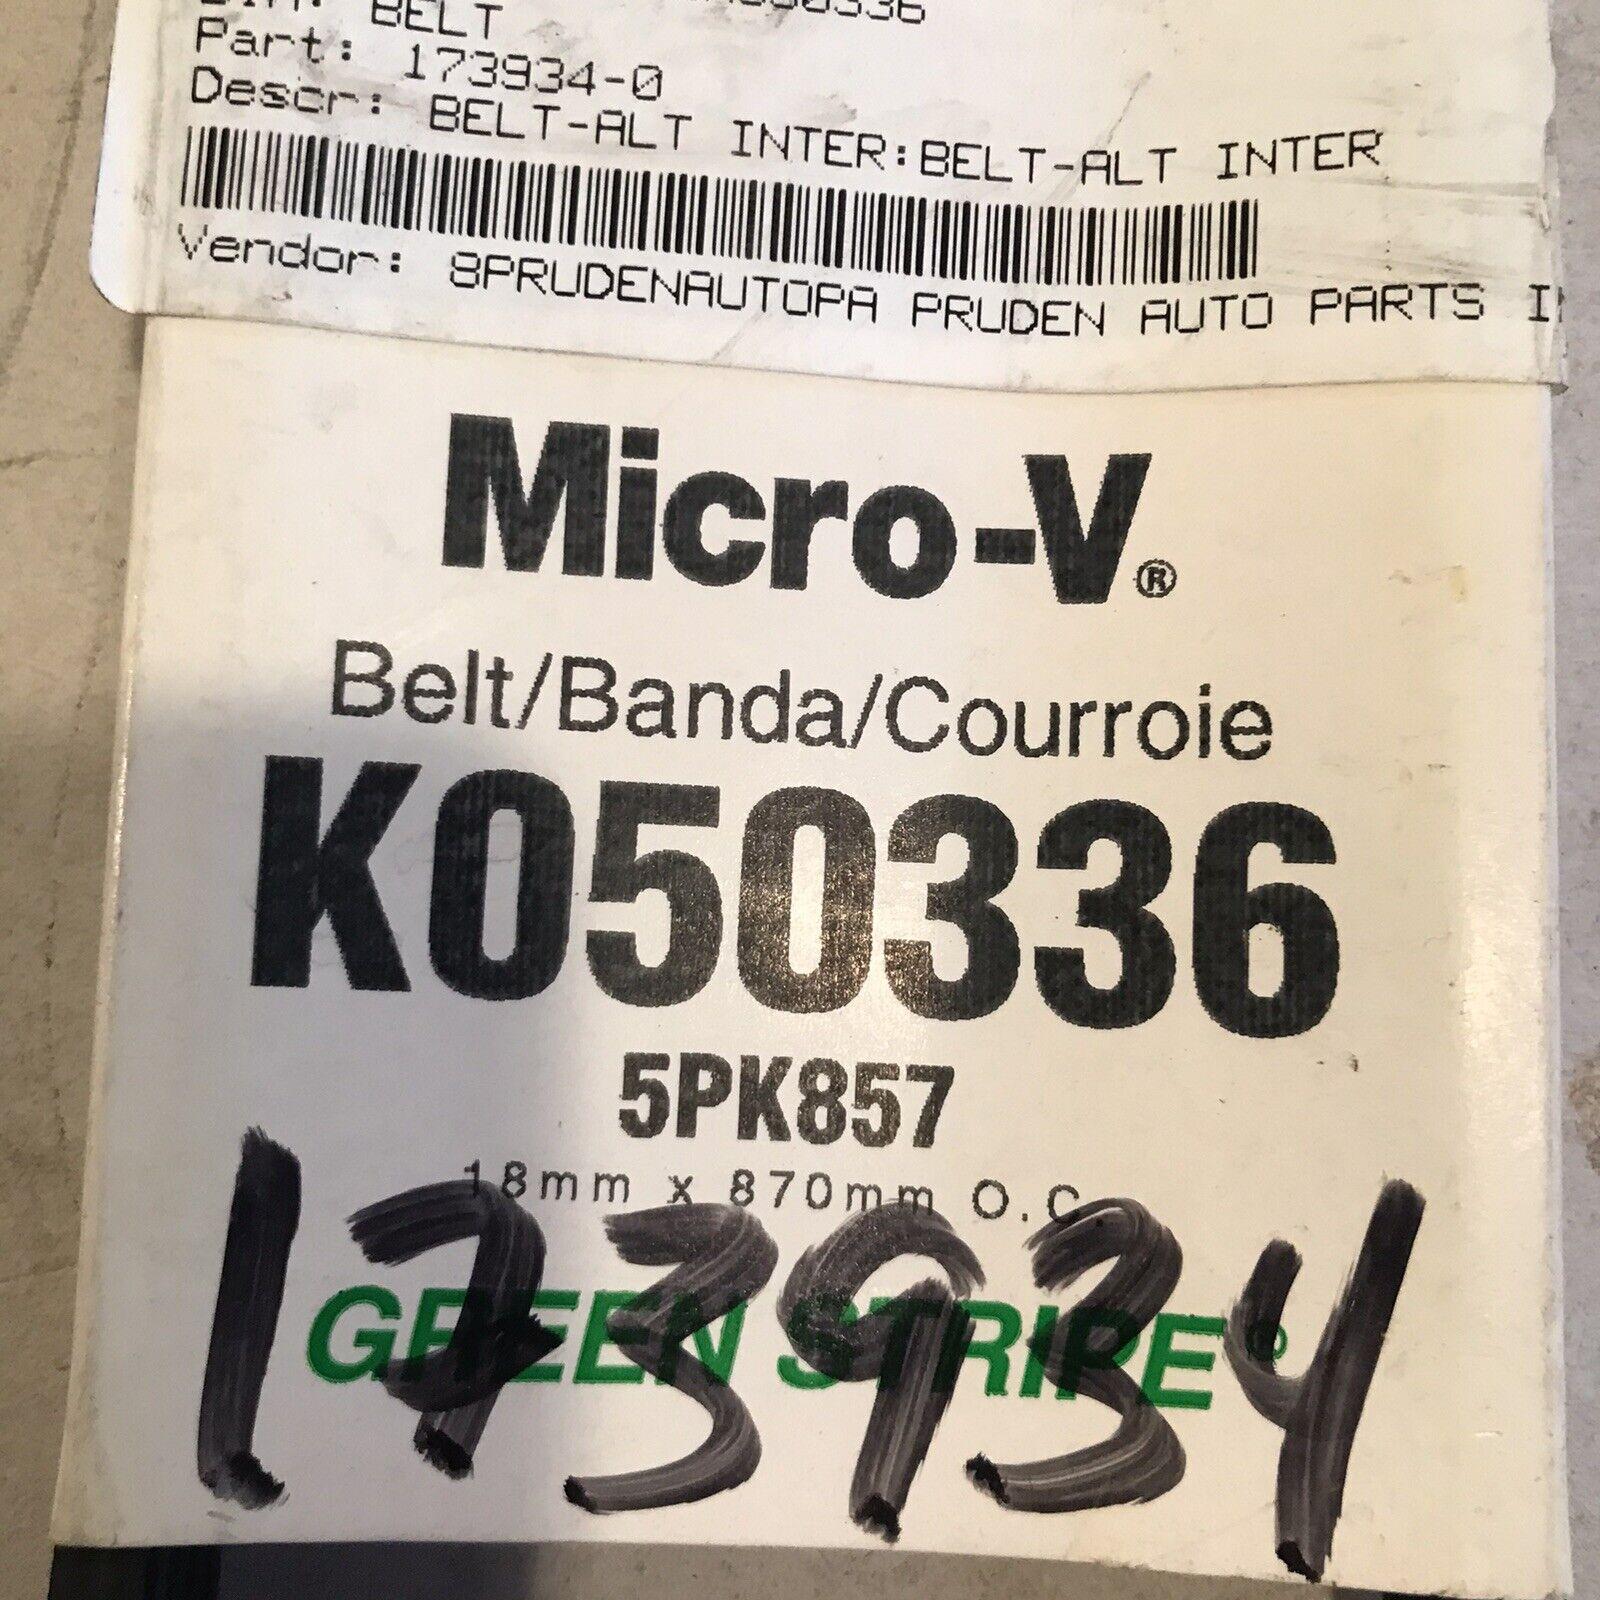 BELT
Part: 173934-0
Descr: BELT-ALT INTER:BELT-ALT INTER
Vendor: 8PRUDENAUTOPA PRUDEN AUTO PARTS
Micro-V®
Belt/Banda/Courroie
K050336
5PK857
18mm x 870mm O.C.
GREEN STRIPE®
173934